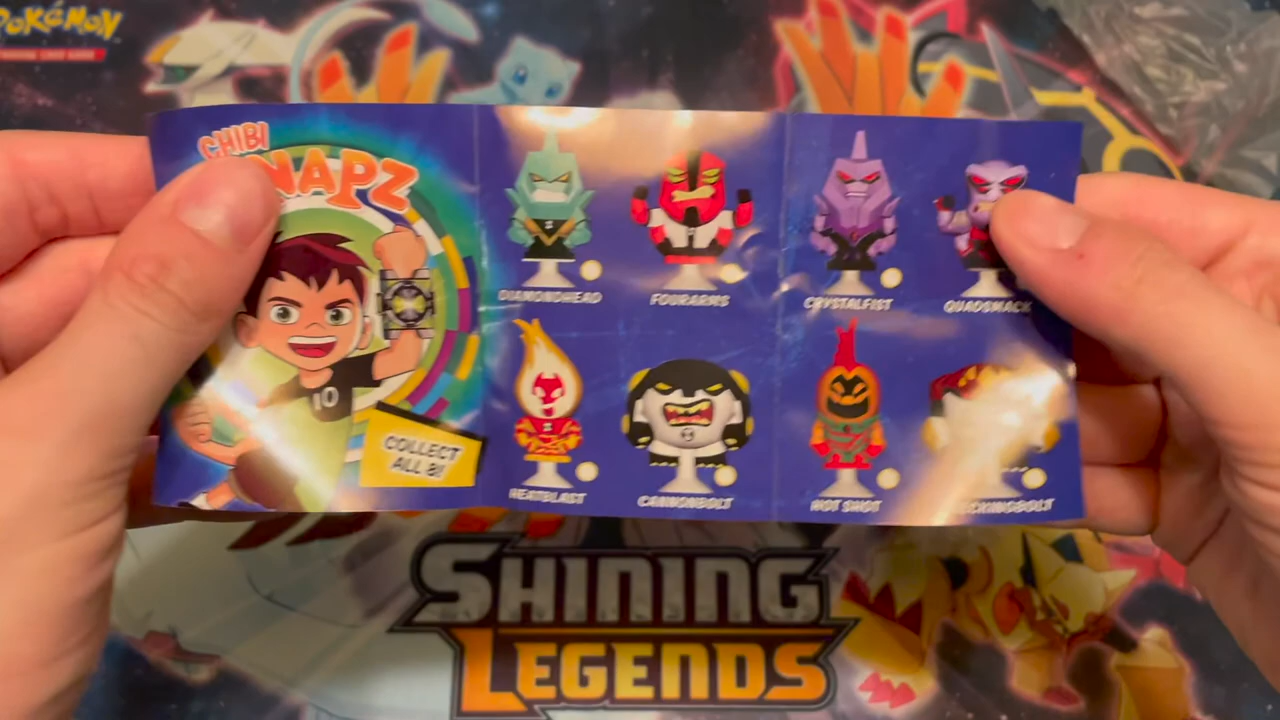 POKÉMON
CHIBI
NAPZ
10
COLLECT
ALL 8!
DIAMONDHEAD
FOURARMS
CRYSTALFIST
QUADSMACK
HEATBLAST
CANNONBOLT
HOT SHOT
SHINING
LEGENDS